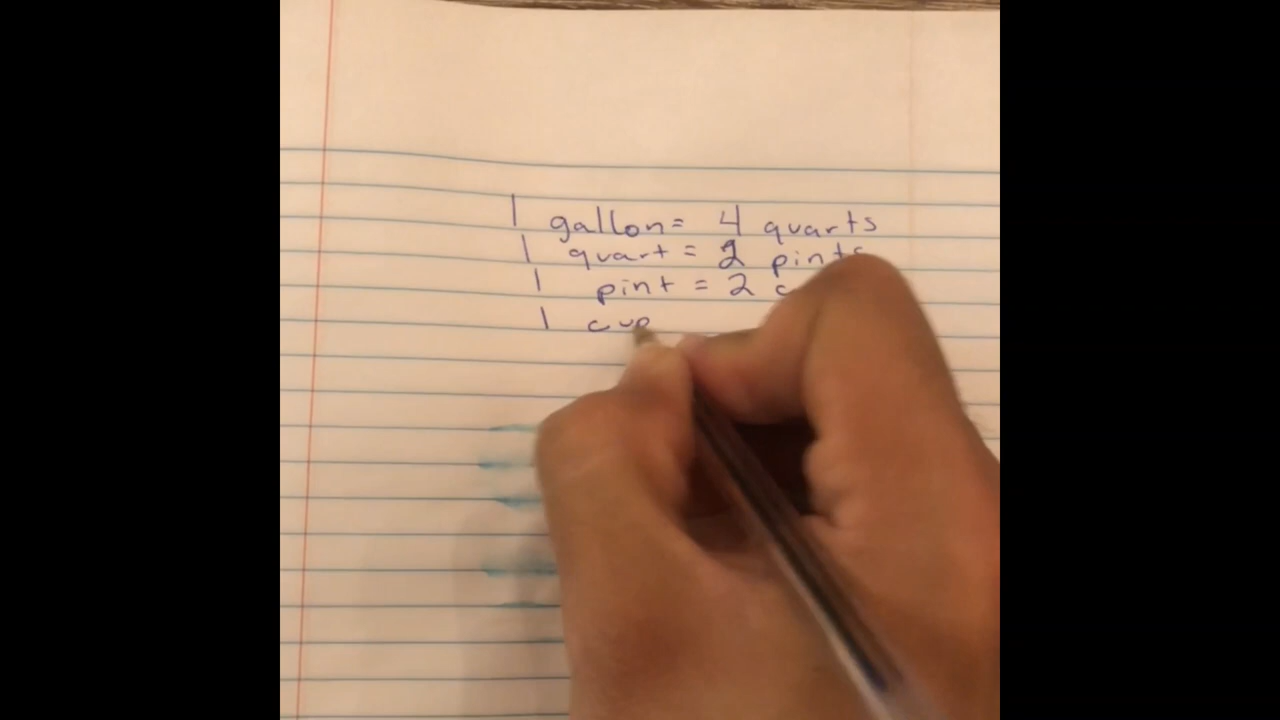 1 gallon = 4 quarts
1 quart = 2 pints
1 pint = 2
1 cup